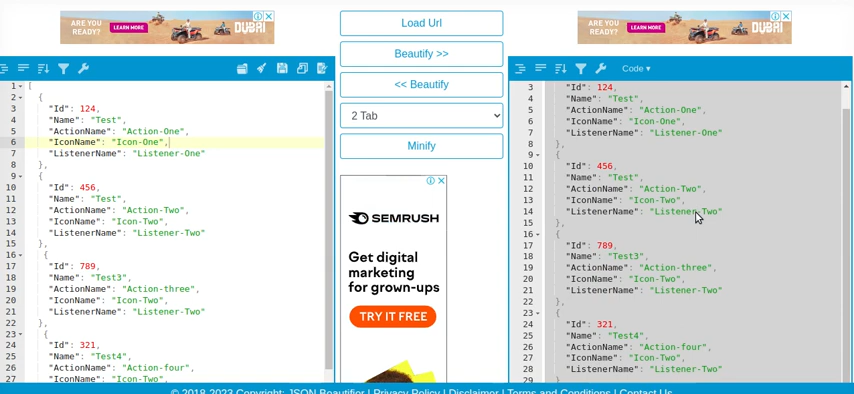 ARE YOU
READY?
LEARN MORE
DUBAI
Load Url
Beautify >>
<< Beautify
2 Tab
Minify
ARE YOU
READY?
LEARN MORE
DUBAI
Code ▾
1 [
2 {
3 "Id": 124,
4 "Name": "Test",
5 "ActionName": "Action-One",
6 "IconName": "Icon-One",
7 "ListenerName": "Listener-One"
8 },
9 {
10 "Id": 456,
11 "Name": "Test",
12 "ActionName": "Action-Two",
13 "IconName": "Icon-Two",
14 "ListenerName": "Listener-Two"
15 },
16 {
17 "Id": 789,
18 "Name": "Test3",
19 "ActionName": "Action-three",
20 "IconName": "Icon-Two",
21 "ListenerName": "Listener-Two"
22 },
23 {
24 "Id": 321,
25 "Name": "Test4",
26 "ActionName": "Action-four",
27 "IconName": "Icon-Two",
SEMRUSH
Get digital
marketing
for grown-ups
TRY IT FREE
3 "Id": 124,
4 "Name": "Test",
5 "ActionName": "Action-One",
6 "IconName": "Icon-One",
7 "ListenerName": "Listener-One"
8 },
9 {
10 "Id": 456,
11 "Name": "Test",
12 "ActionName": "Action-Two",
13 "IconName": "Icon-Two",
14 "ListenerName": "Listener-Two"
15 },
16 {
17 "Id": 789,
18 "Name": "Test3",
19 "ActionName": "Action-three",
20 "IconName": "Icon-Two",
21 "ListenerName": "Listener-Two"
22 },
23 {
24 "Id": 321,
25 "Name": "Test4",
26 "ActionName": "Action-four",
27 "IconName": "Icon-Two",
28 "ListenerName": "Listener-Two"
29 }
© 2018-2023 Copyright: JSON Beautifier | Privacy Policy | Disclaimer | Terms and Conditions | Contact Us